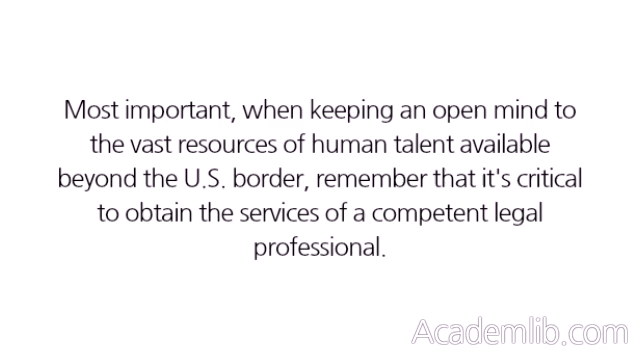 Most important, when keeping an open mind to
the vast resources of human talent available
beyond the U.S. border, remember that it's critical
to obtain the services of a competent legal
professional.
Academlib.com